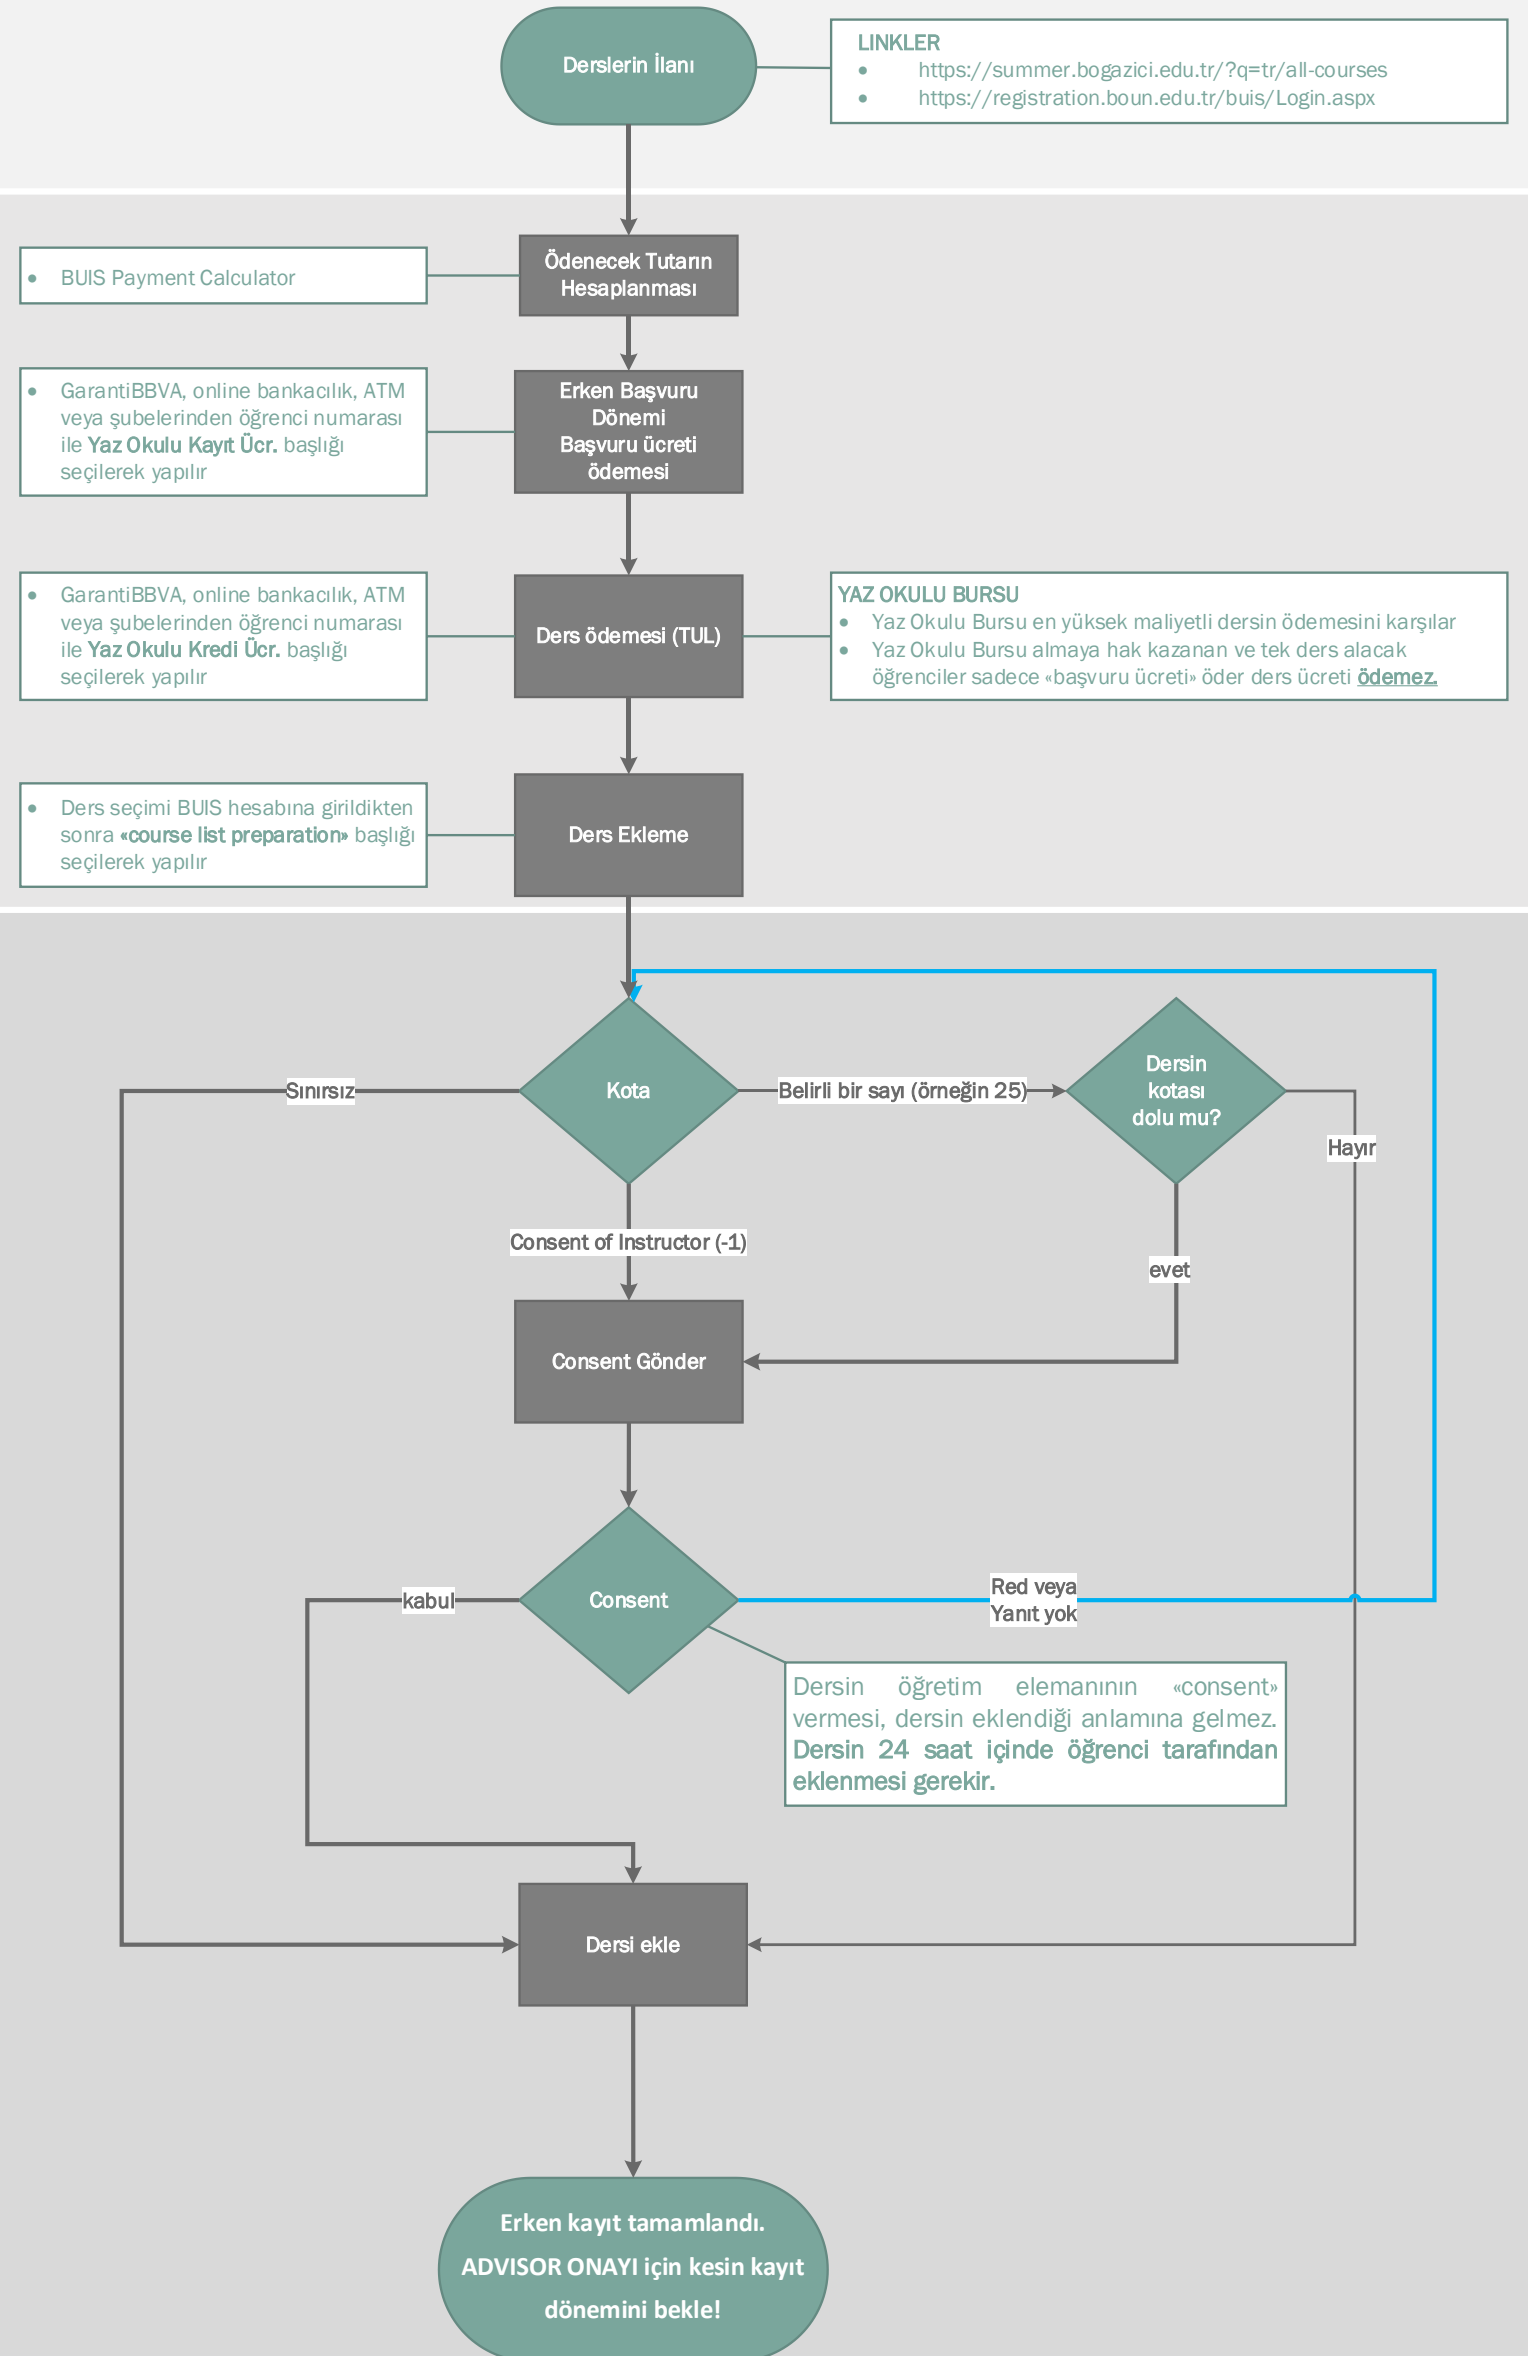 Derslerin İlanı
LINKLER
• https://summer.bogazici.edu.tr/?q=tr/all-courses
• https://registration.boun.edu.tr/buis/Login.aspx
• BUIS Payment Calculator
Ödenecek Tutarın
Hesaplanması
• GarantiBBVA, online bankacılık, ATM
veya şubelerinden öğrenci numarası
ile Yaz Okulu Kayıt Ücr. başlığı
seçilerek yapılır
Erken Başvuru
Dönemi
Başvuru ücreti
ödemesi
• GarantiBBVA, online bankacılık, ATM
veya şubelerinden öğrenci numarası
ile Yaz Okulu Kredi Ücr. başlığı
seçilerek yapılır
Ders ödemesi (TUL)
YAZ OKULU BURSU
• Yaz Okulu Bursu en yüksek maliyetli dersin ödemesini karşılar
• Yaz Okulu Bursu almaya hak kazanan ve tek ders alacak
öğrenciler sadece «başvuru ücreti» öder ders ücreti ödemez.
• Ders seçimi BUIS hesabına girildikten
sonra «course list preparation» başlığı
seçilerek yapılır
Ders Ekleme
Sınırsız
Kota
Belirli bir sayı (örneğin 25)
Dersin
kotası
dolu mu?
Hayır
Consent of Instructor (-1)
evet
Consent Gönder
kabul
Consent
Red veya
Yanıt yok
Dersin öğretim elemanının «consent»
vermesi, dersin eklendiği anlamına gelmez.
Dersin 24 saat içinde öğrenci tarafından
eklenmesi gerekir.
Dersi ekle
Erken kayıt tamamlandı.
ADVISOR ONAYI için kesin kayıt
dönemini bekle!